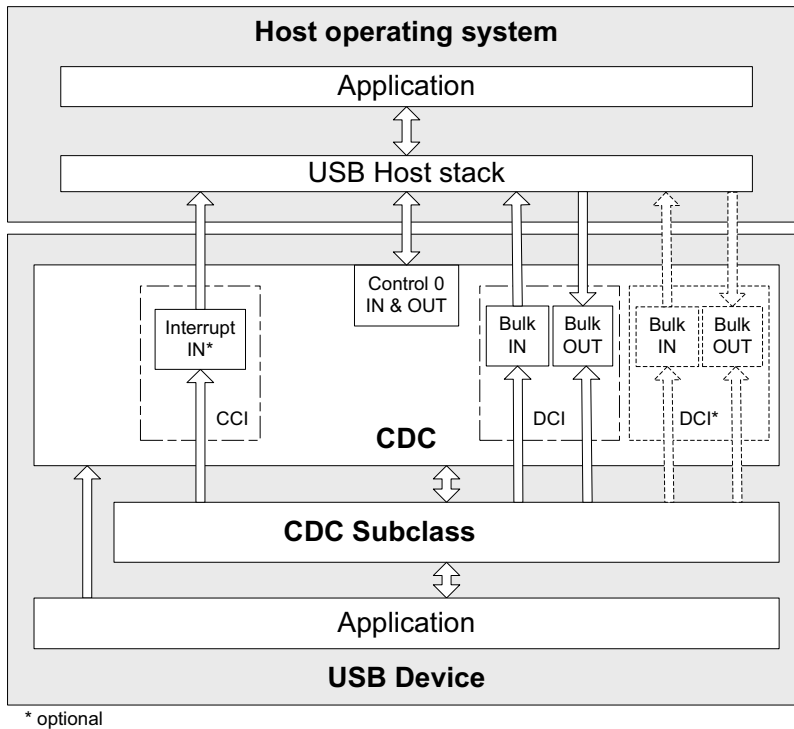 Host operating system
Application
USB Host stack
Control 0
IN & OUT
Interrupt
IN*
Bulk
IN
Bulk
OUT
Bulk
IN
Bulk
OUT
CCI
DCI
DCI*
CDC
CDC Subclass
Application
USB Device
* optional